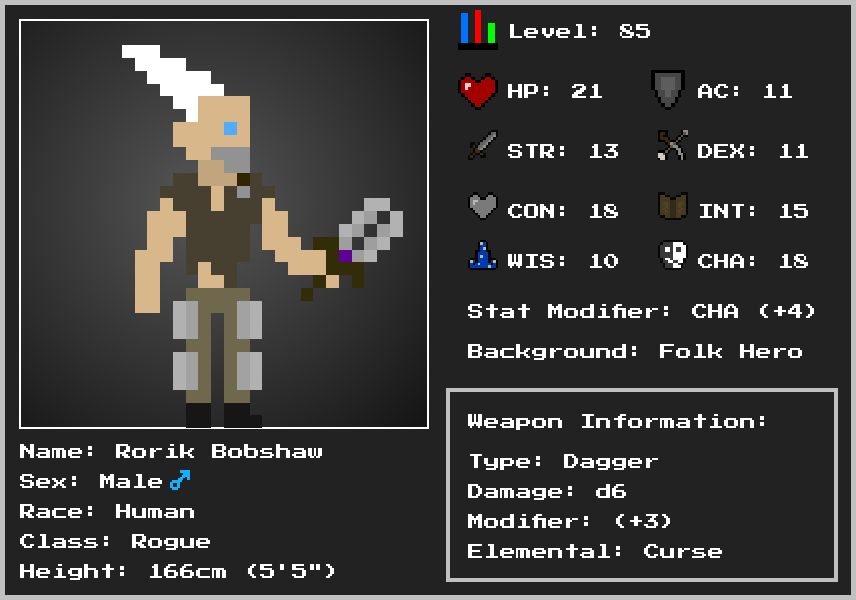 Level: 85
HP: 21
AC: 11
STR: 13
DEX: 11
CON: 18
INT: 15
WIS: 10
CHA: 18
Stat Modifier: CHA (+4)
Background: Folk Hero
Weapon Information:
Type: Dagger
Damage: d6
Modifier: (+3)
Elemental: Curse
Name: Rorik Bobshaw
Sex: Male♂
Race: Human
Class: Rogue
Height: 166cm (5'5")